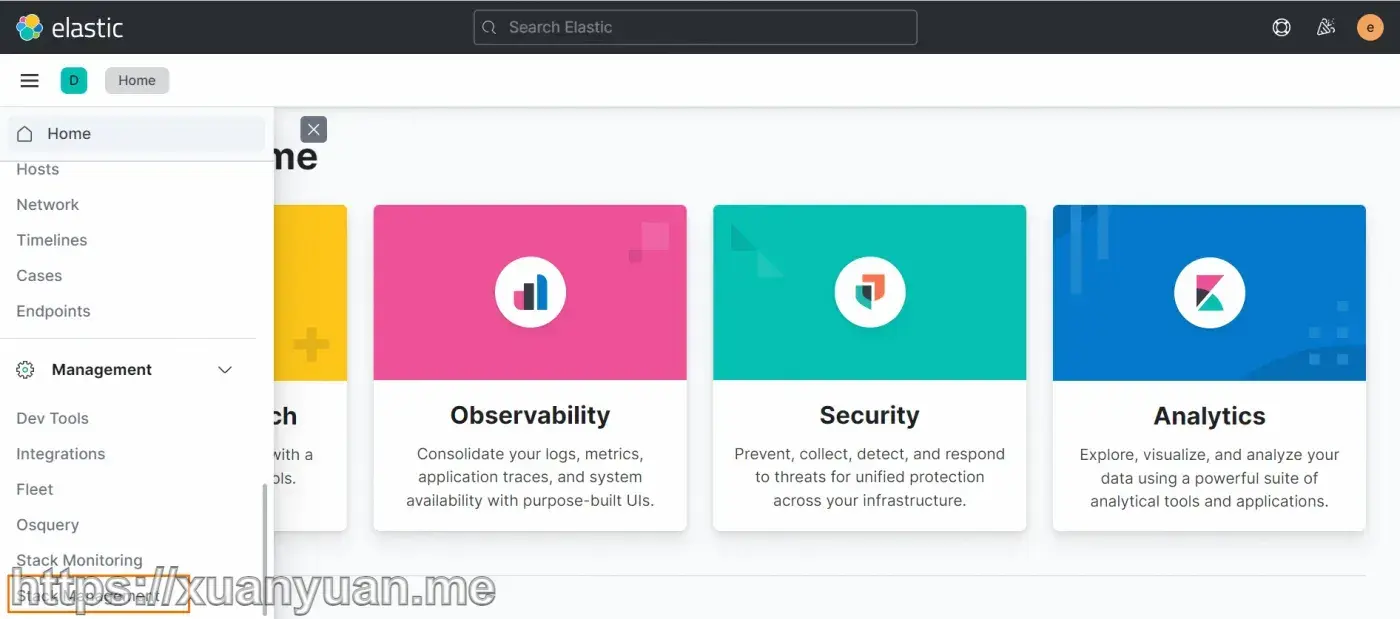 elastic
Search Elastic
e
D
Home
Home
me
Hosts
Network
Timelines
Cases
Endpoints
Management
Dev Tools
Integrations
Fleet
Osquery
Stack Monitoring
Stack Management
https://xuanyuan.me
ch
with a
ols.
Observability
Consolidate your logs, metrics,
application traces, and system
availability with purpose-built UIs.
Security
Prevent, collect, detect, and respond
to threats for unified protection
across your infrastructure.
Analytics
Explore, visualize, and analyze your
data using a powerful suite of
analytical tools and applications.